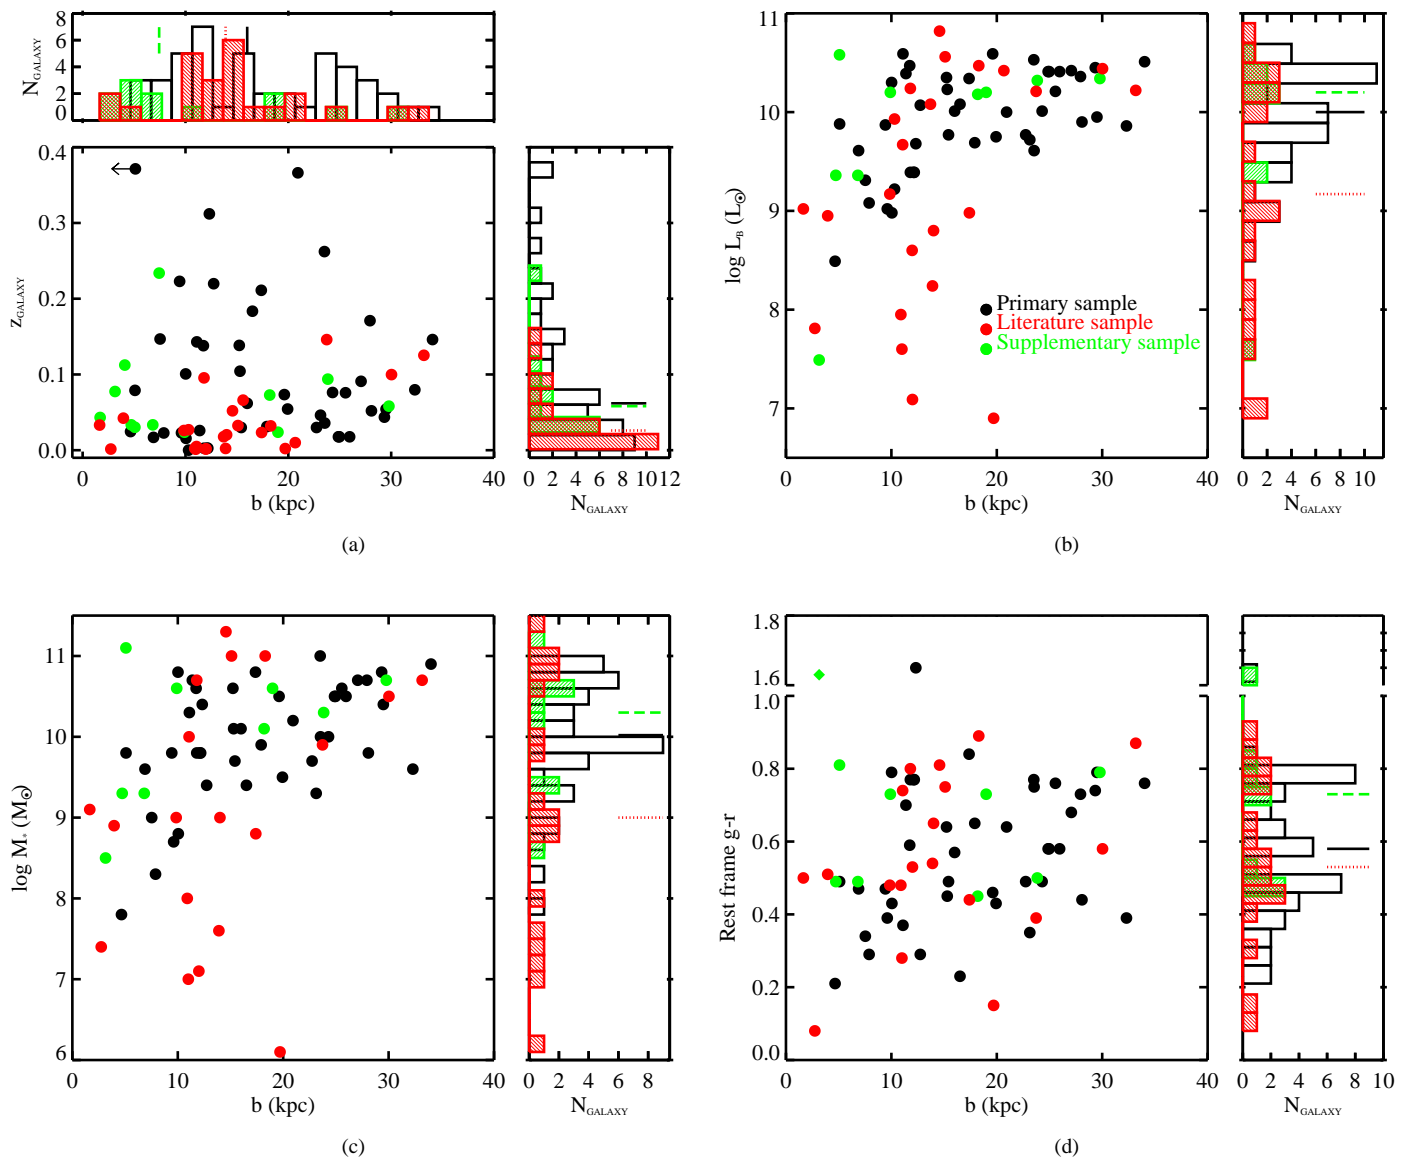 8
6
4
2
0
N_GALAXY
0.4
0.3
0.2
0.1
0.0
z_GALAXY
0 10 20 30 40
b (kpc)
0 2 4 6 8 10 12
N_GALAXY
(a)
11
10
9
8
7
log L_B (L_⊙)
Primary sample
Literature sample
Supplementary sample
0 10 20 30 40
b (kpc)
0 2 4 6 8 10
N_GALAXY
(b)
11
10
9
8
7
6
log M_* (M_⊙)
0 10 20 30 40
b (kpc)
0 2 4 6 8
N_GALAXY
(c)
1.8
1.6
1.0
0.8
0.6
0.4
0.2
0.0
Rest frame g-r
0 10 20 30 40
b (kpc)
0 2 4 6 8 10
N_GALAXY
(d)